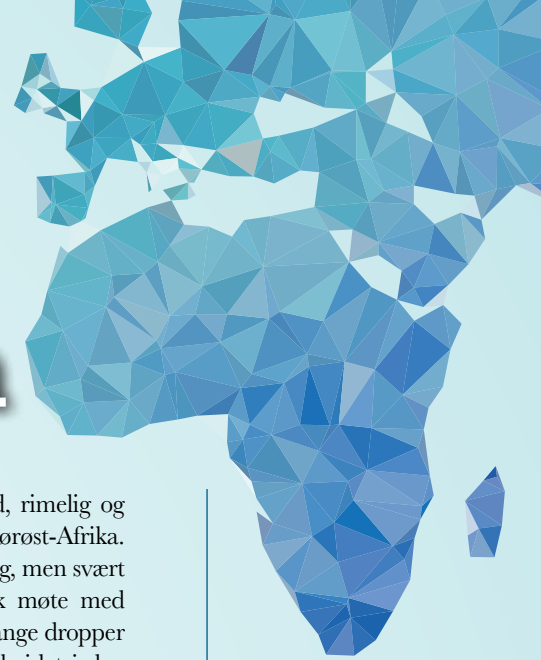 a
d, rimelig og
ørøst-Afrika.
g, men svært
k møte med
ange dropper